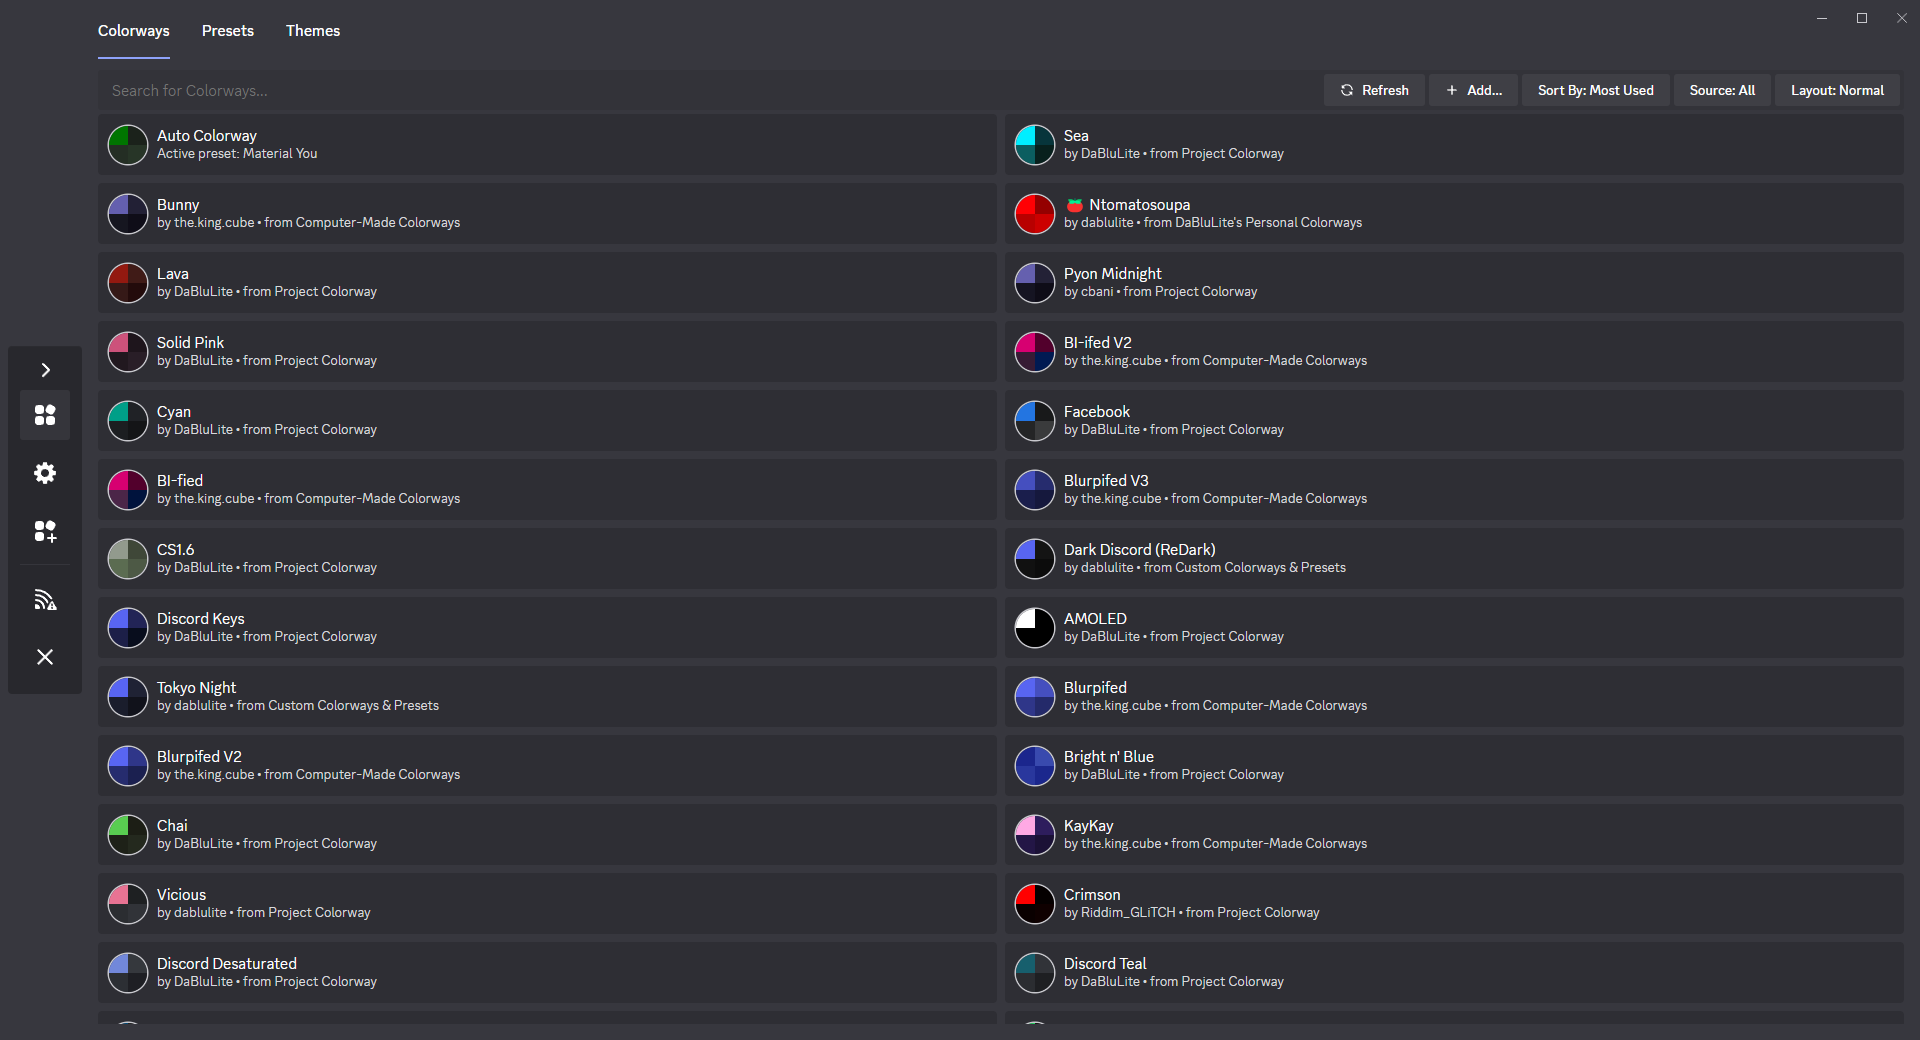 Colorways
Presets
Themes
Search for Colorways...
Refresh
Add...
Sort By: Most Used
Source: All
Layout: Normal
Auto Colorway
Active preset: Material You
Sea
by DaBluLite • from Project Colorway
Bunny
by the.king.cube • from Computer-Made Colorways
🍅 Ntomatosoupa
by dablulite • from DaBluLite's Personal Colorways
Lava
by DaBluLite • from Project Colorway
Pyon Midnight
by cbani • from Project Colorway
Solid Pink
by DaBluLite • from Project Colorway
BI-ifed V2
by the.king.cube • from Computer-Made Colorways
Cyan
by DaBluLite • from Project Colorway
Facebook
by DaBluLite • from Project Colorway
BI-fied
by the.king.cube • from Computer-Made Colorways
Blurpifed V3
by the.king.cube • from Computer-Made Colorways
CS1.6
by DaBluLite • from Project Colorway
Dark Discord (ReDark)
by dablulite • from Custom Colorways & Presets
Discord Keys
by DaBluLite • from Project Colorway
AMOLED
by DaBluLite • from Project Colorway
Tokyo Night
by dablulite • from Custom Colorways & Presets
Blurpifed
by the.king.cube • from Computer-Made Colorways
Blurpifed V2
by the.king.cube • from Computer-Made Colorways
Bright n' Blue
by DaBluLite • from Project Colorway
Chai
by DaBluLite • from Project Colorway
KayKay
by the.king.cube • from Computer-Made Colorways
Vicious
by dablulite • from Project Colorway
Crimson
by Riddim_GLiTCH • from Project Colorway
Discord Desaturated
by DaBluLite • from Project Colorway
Discord Teal
by DaBluLite • from Project Colorway